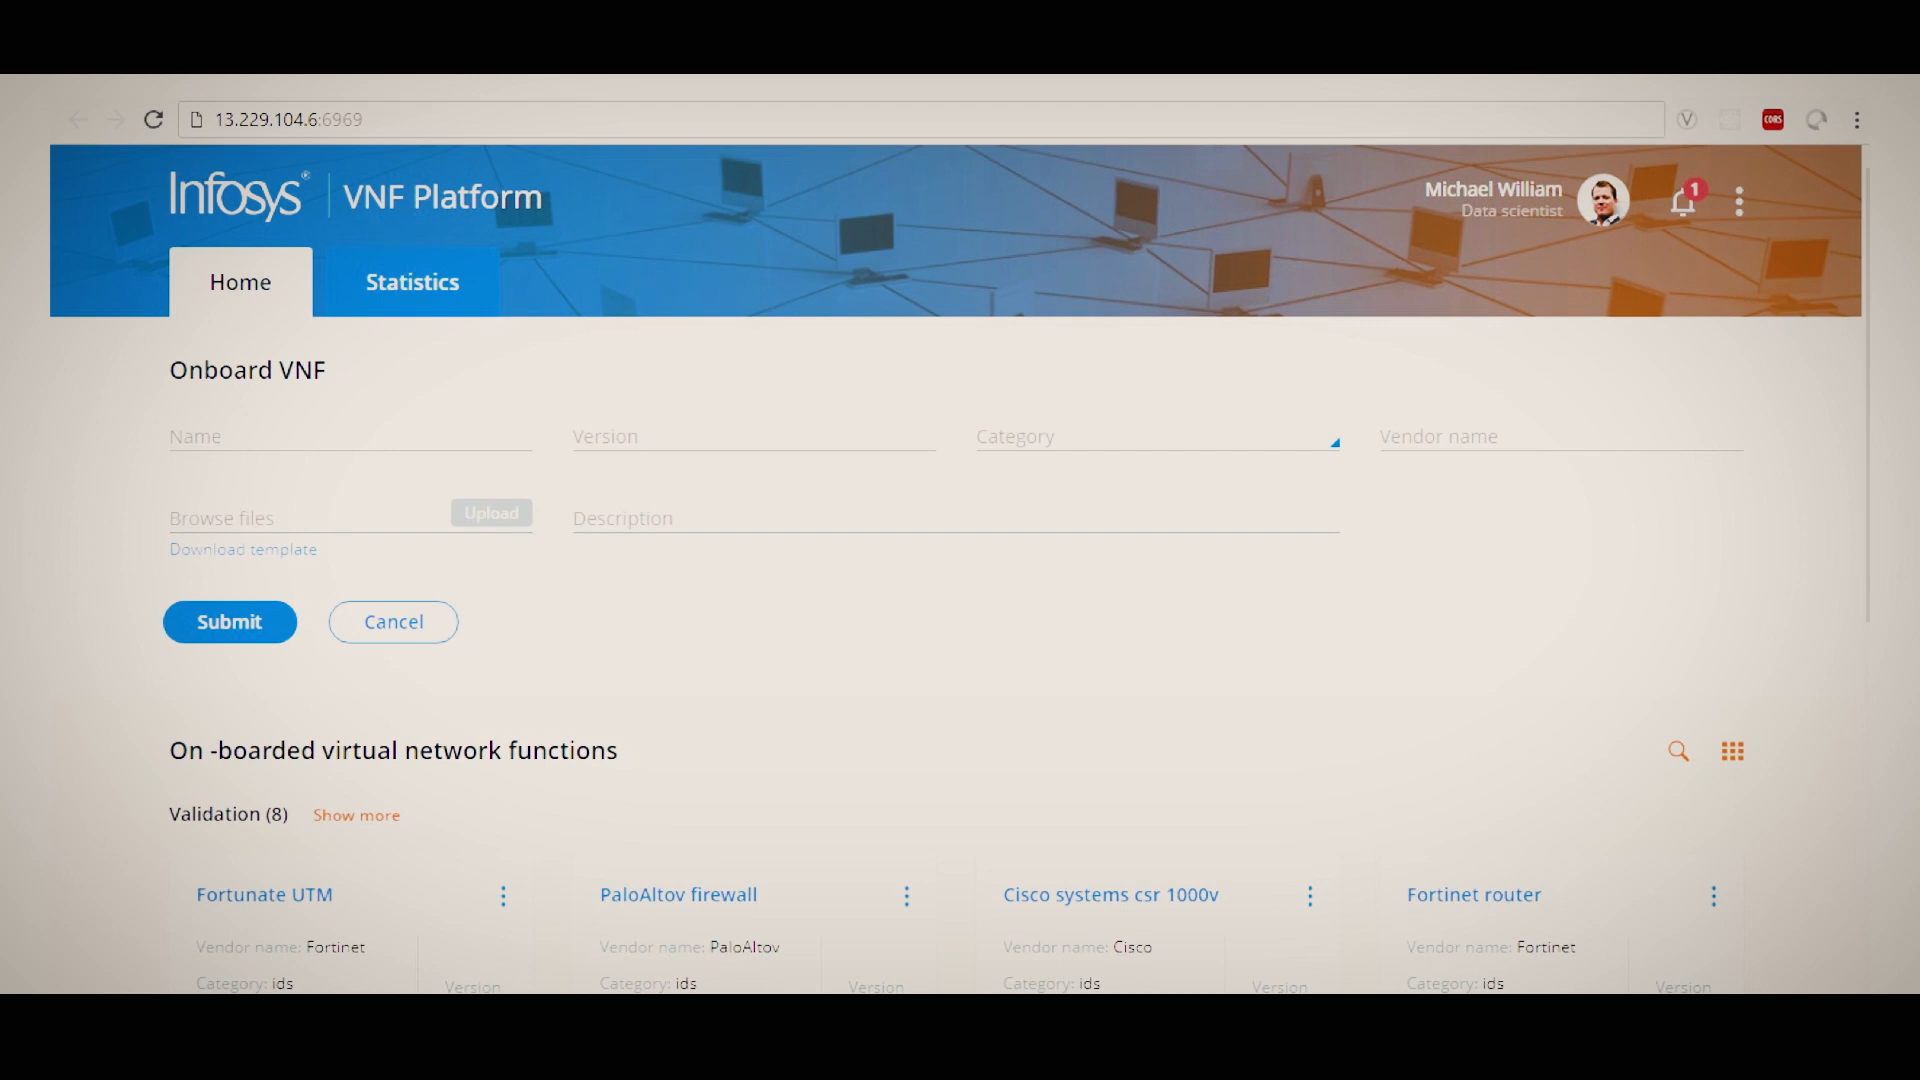 13.229.104.6:6969
CORS
Infosys® VNF Platform
Michael William
Data scientist
1
Home Statistics
Onboard VNF
Name Version Category Vendor name
Browse files Upload Description
Download template
Submit Cancel
On -boarded virtual network functions
Validation (8) Show more
Fortunate UTM PaloAltov firewall Cisco systems csr 1000v Fortinet router
Vendor name: Fortinet Vendor name: PaloAltov Vendor name: Cisco Vendor name: Fortinet
Category: ids Version Category: ids Version Category: ids Version Category: ids Version